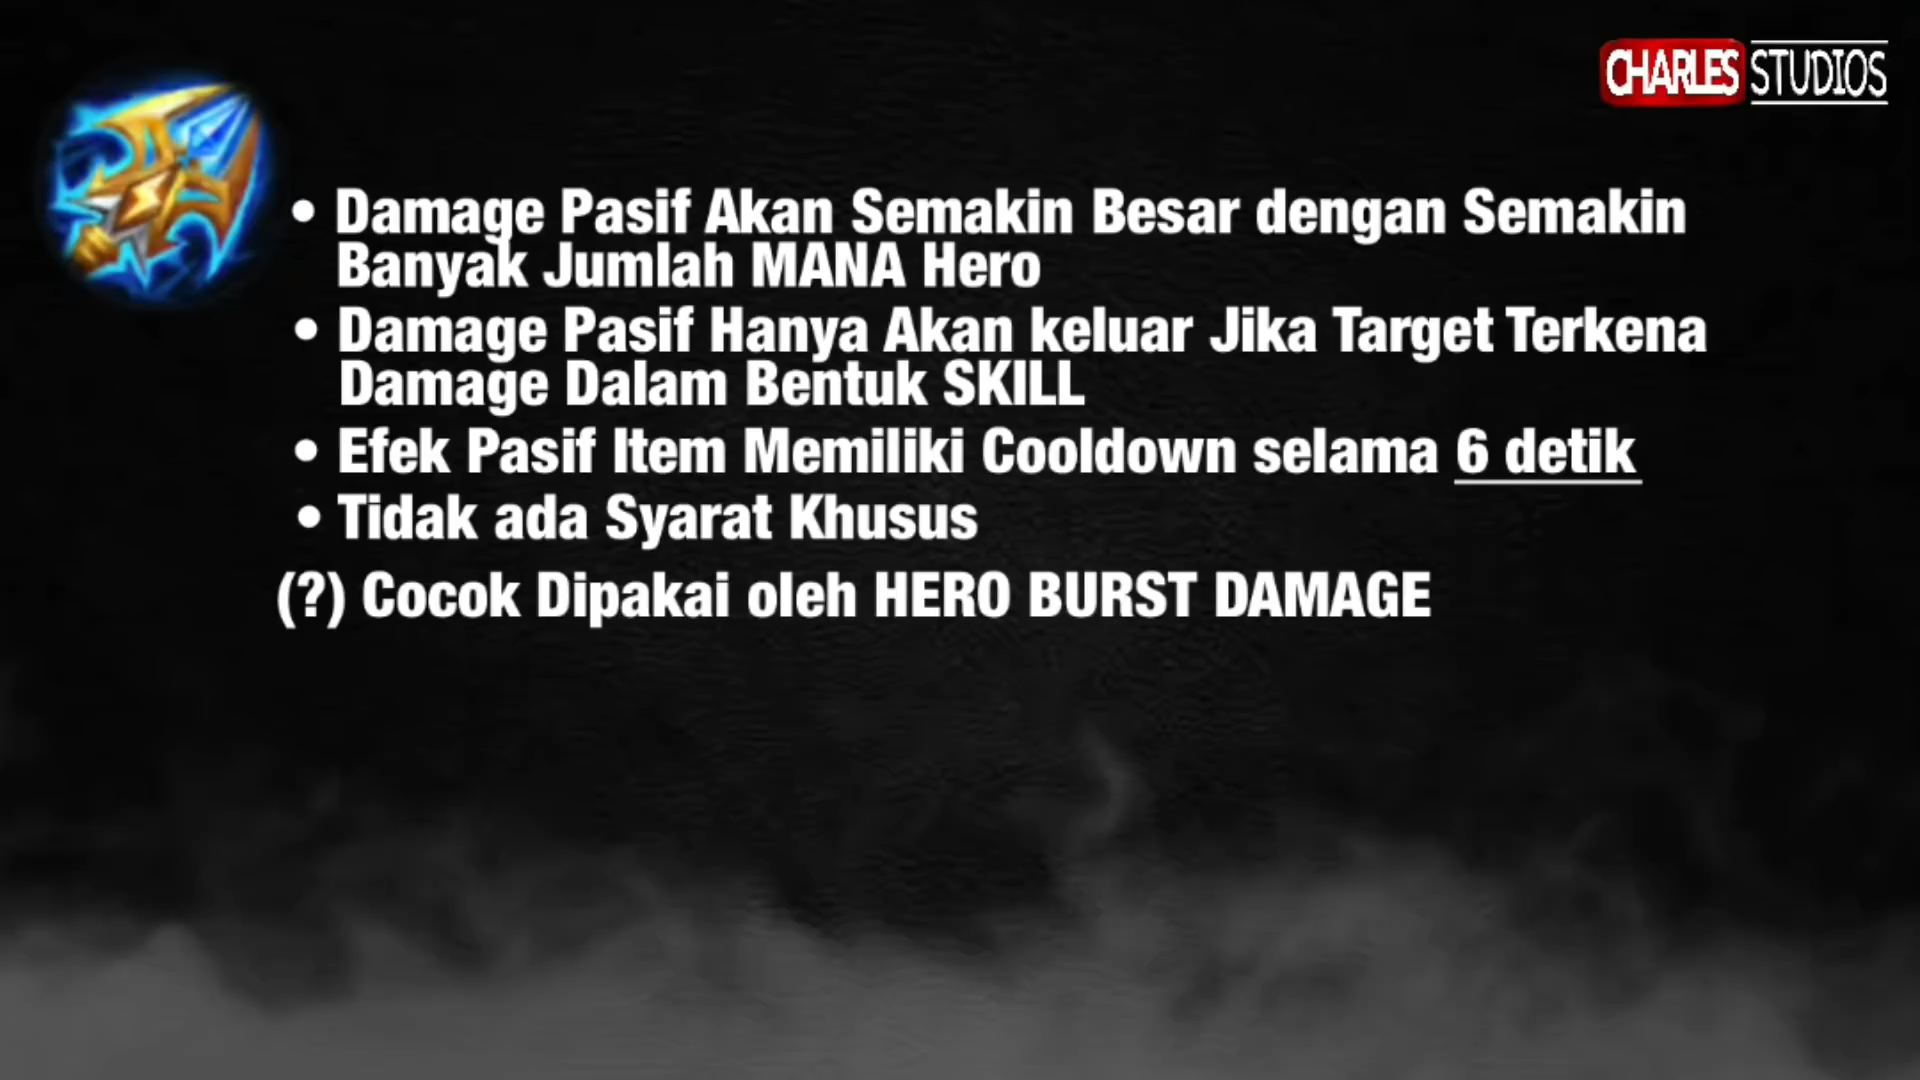 CHARLES STUDIOS
• Damage Pasif Akan Semakin Besar dengan Semakin
Banyak Jumlah MANA Hero
• Damage Pasif Hanya Akan keluar Jika Target Terkena
Damage Dalam Bentuk SKILL
• Efek Pasif Item Memiliki Cooldown selama 6 detik
• Tidak ada Syarat Khusus
(?) Cocok Dipakai oleh HERO BURST DAMAGE